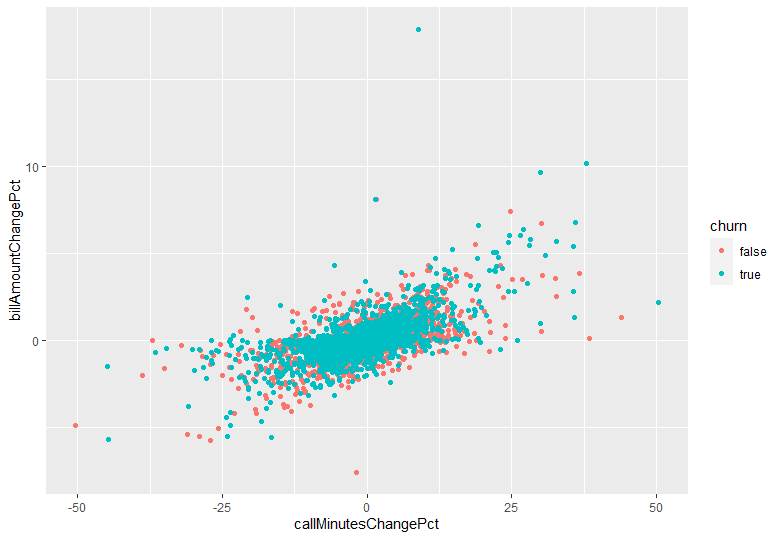 10
0
billAmountChangePct
-50
-25
0
25
50
callMinutesChangePct
churn
false
true